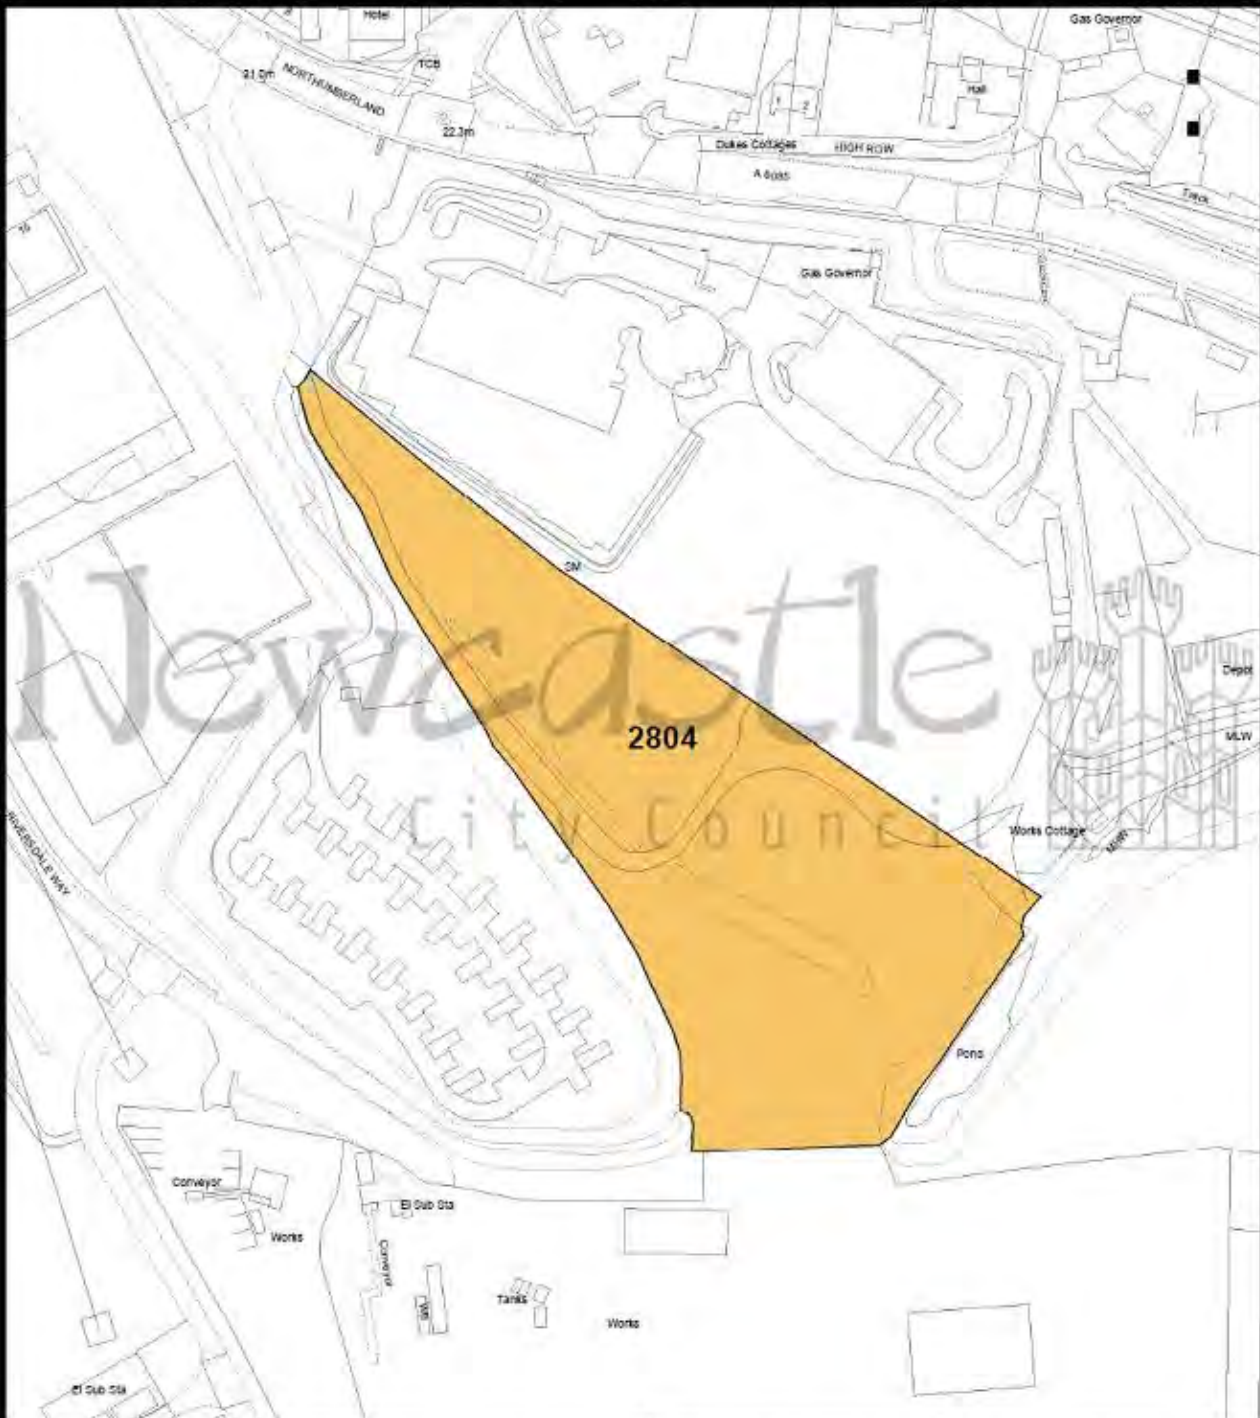 Hotel
Gas Governor
TCB
21.0m
NORTHUMBERLAND
22.3m
1
2
Hall
Dukes Cottages
HIGH ROW
A 6085
Track
Gas Governor
SM
Newcastle
City Council
2804
Depot
MLW
Works Cottage
MHW
RIVERSDALE WAY
Pond
Conveyor
Works
El Sub Sta
Conveyor
WB
Tanks
Works
El Sub Sta